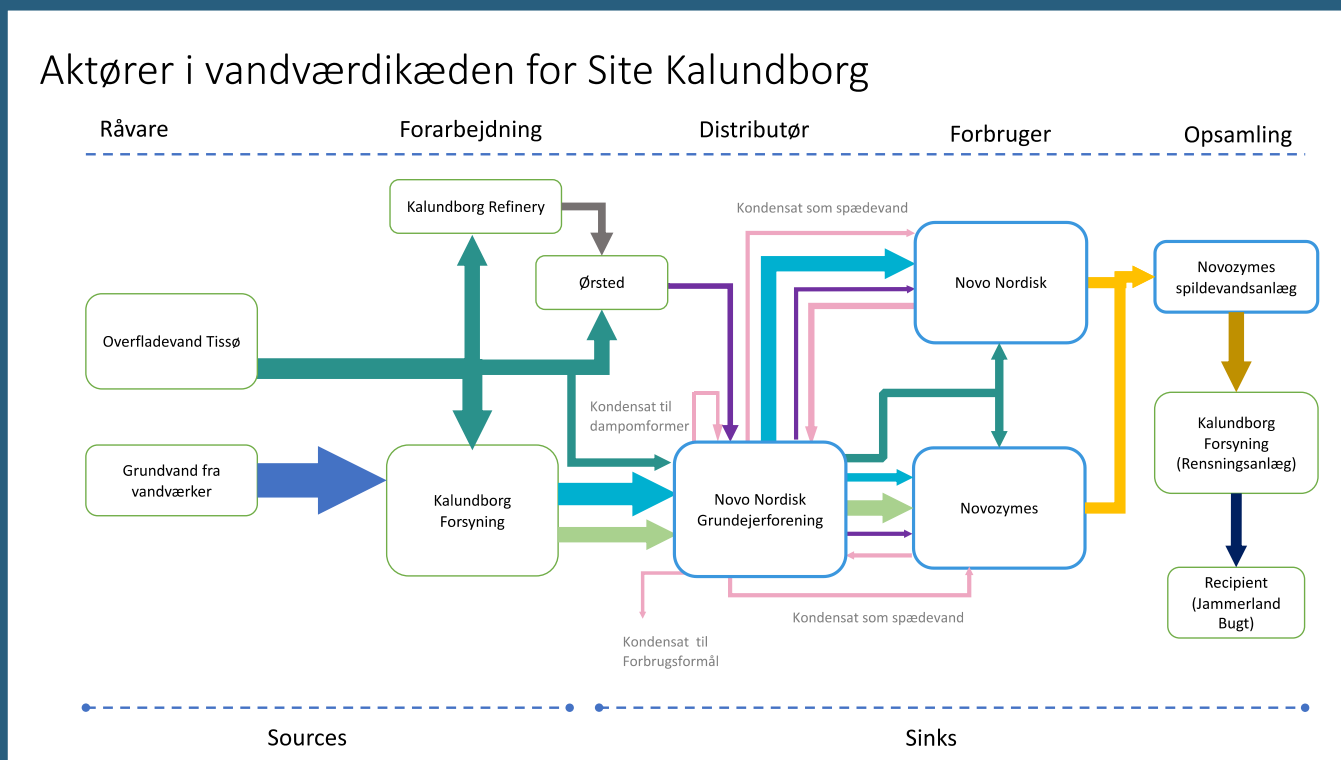 Aktører i vandværdikæden for Site Kalundborg
Råvare
Forarbejdning
Distributør
Forbruger
Opsamling
Kalundborg Refinery
Kondensat som spædevand
Ørsted
Novo Nordisk
Novozymes
spildevandsanlæg
Overfladevand Tissø
Kondensat til
dampomformer
Grundvand fra
vandværker
Kalundborg
Forsyning
Novo Nordisk
Grundejerforening
Novozymes
Kalundborg
Forsyning
(Rensningsanlæg)
Kondensat som spædevand
Kondensat til
Forbrugsformål
Recipient
(Jammerland
Bugt)
Sources
Sinks